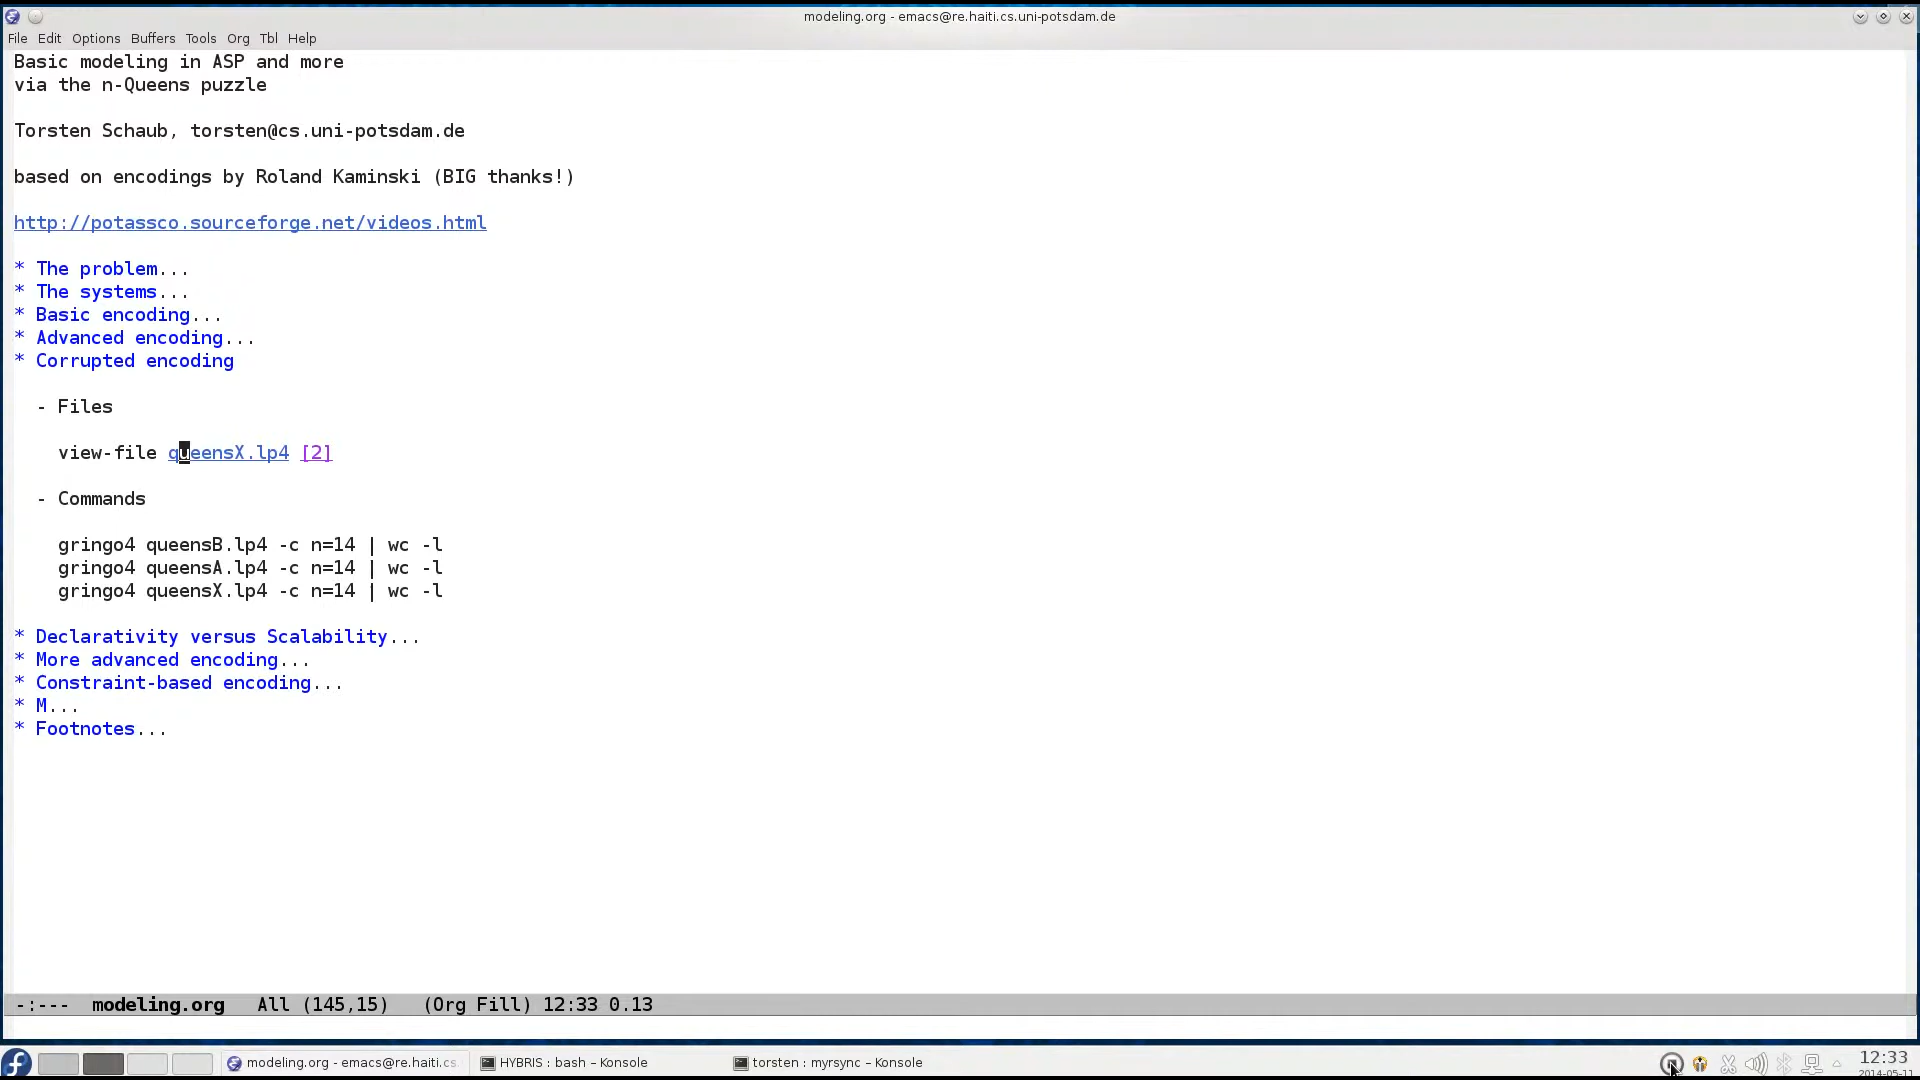 modeling.org - emacs@re.haiti.cs.uni-potsdam.de
File Edit Options Buffers Tools Org Tbl Help
Basic modeling in ASP and more
via the n-Queens puzzle
Torsten Schaub, torsten@cs.uni-potsdam.de
based on encodings by Roland Kaminski (BIG thanks!)
http://potassco.sourceforge.net/videos.html
* The problem...
* The systems...
* Basic encoding...
* Advanced encoding...
* Corrupted encoding
- Files
view-file queensX.lp4 [2]
- Commands
gringo4 queensB.lp4 -c n=14 | wc -l
gringo4 queensA.lp4 -c n=14 | wc -l
gringo4 queensX.lp4 -c n=14 | wc -l
* Declarativity versus Scalability...
* More advanced encoding...
* Constraint-based encoding...
* M...
* Footnotes...
-:--- modeling.org All (145,15) (Org Fill) 12:33 0.13
modeling.org - emacs@re.haiti.cs HYBRIS : bash – Konsole torsten : myrsync – Konsole 12:33
2014-05-11